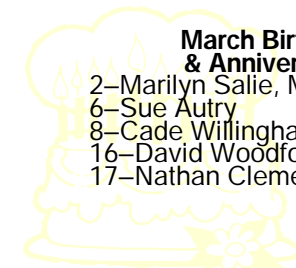 March Bir
& Anniver
2–Marilyn Salie, M
6–Sue Autry
8–Cade Willingha
16–David Woodfo
17–Nathan Cleme